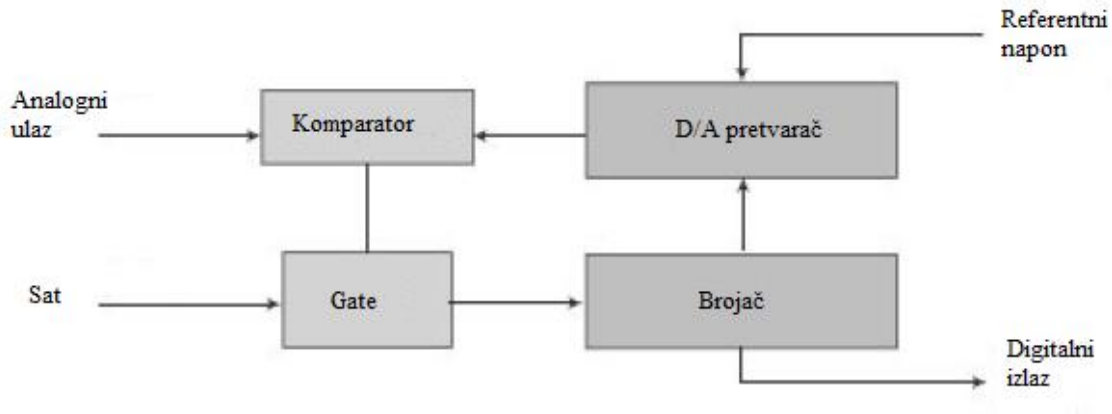 Referentni
napon
Analogni
ulaz
Komparator
D/A pretvarač
Sat
Gate
Brojač
Digitalni
izlaz